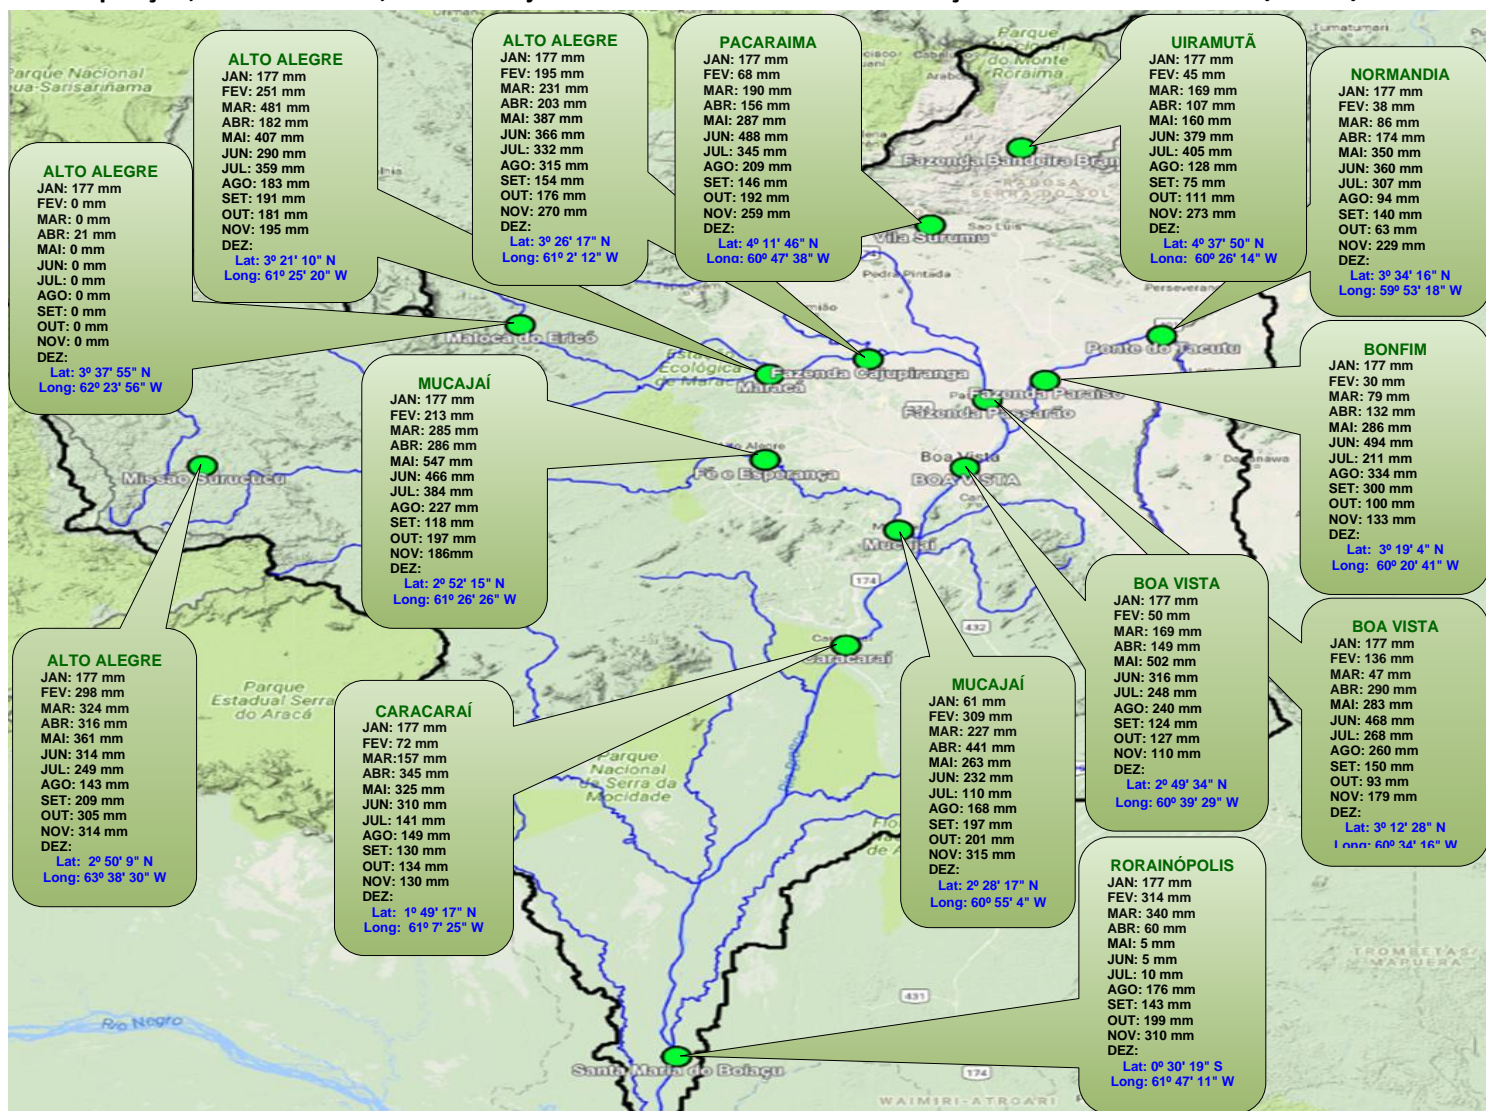 ALTO ALEGRE
JAN: 177 mm
FEV: 251 mm
MAR: 481 mm
ABR: 182 mm
MAI: 407 mm
JUN: 290 mm
JUL: 359 mm
AGO: 183 mm
SET: 191 mm
OUT: 181 mm
NOV: 195 mm
DEZ:
Lat: 3º 21' 10" N
Long: 61º 25' 20" W
ALTO ALEGRE
JAN: 177 mm
FEV: 195 mm
MAR: 231 mm
ABR: 203 mm
MAI: 387 mm
JUN: 366 mm
JUL: 332 mm
AGO: 315 mm
SET: 154 mm
OUT: 176 mm
NOV: 270 mm
DEZ:
Lat: 3º 26' 17" N
Long: 61º 2' 12" W
PACARAIMA
JAN: 177 mm
FEV: 68 mm
MAR: 190 mm
ABR: 156 mm
MAI: 287 mm
JUN: 488 mm
JUL: 345 mm
AGO: 209 mm
SET: 146 mm
OUT: 192 mm
NOV: 259 mm
DEZ:
Lat: 4º 11' 46" N
Long: 60º 47' 38" W
UIRAMUTÃ
JAN: 177 mm
FEV: 45 mm
MAR: 169 mm
ABR: 107 mm
MAI: 160 mm
JUN: 379 mm
JUL: 405 mm
AGO: 128 mm
SET: 75 mm
OUT: 111 mm
NOV: 273 mm
DEZ:
Lat: 4º 37' 50" N
Long: 60º 26' 14" W
NORMANDIA
JAN: 177 mm
FEV: 38 mm
MAR: 86 mm
ABR: 174 mm
MAI: 350 mm
JUN: 360 mm
JUL: 307 mm
AGO: 94 mm
SET: 140 mm
OUT: 63 mm
NOV: 229 mm
DEZ:
Lat: 3º 34' 16" N
Long: 59º 53' 18" W
ALTO ALEGRE
JAN: 177 mm
FEV: 0 mm
MAR: 0 mm
ABR: 21 mm
MAI: 0 mm
JUN: 0 mm
JUL: 0 mm
AGO: 0 mm
SET: 0 mm
OUT: 0 mm
NOV: 0 mm
DEZ:
Lat: 3º 37' 55" N
Long: 62º 23' 56" W
MUCAJAÍ
JAN: 177 mm
FEV: 213 mm
MAR: 285 mm
ABR: 286 mm
MAI: 547 mm
JUN: 466 mm
JUL: 384 mm
AGO: 227 mm
SET: 118 mm
OUT: 197 mm
NOV: 186mm
DEZ:
Lat: 2º 52' 15" N
Long: 61º 26' 26" W
BONFIM
JAN: 177 mm
FEV: 30 mm
MAR: 79 mm
ABR: 132 mm
MAI: 286 mm
JUN: 494 mm
JUL: 211 mm
AGO: 334 mm
SET: 300 mm
OUT: 100 mm
NOV: 133 mm
DEZ:
Lat: 3º 19' 4" N
Long: 60º 20' 41" W
BOA VISTA
JAN: 177 mm
FEV: 50 mm
MAR: 169 mm
ABR: 149 mm
MAI: 502 mm
JUN: 316 mm
JUL: 248 mm
AGO: 240 mm
SET: 124 mm
OUT: 127 mm
NOV: 110 mm
DEZ:
Lat: 2º 49' 34" N
Long: 60º 39' 29" W
BOA VISTA
JAN: 177 mm
FEV: 136 mm
MAR: 47 mm
ABR: 290 mm
MAI: 283 mm
JUN: 468 mm
JUL: 268 mm
AGO: 260 mm
SET: 150 mm
OUT: 93 mm
NOV: 179 mm
DEZ:
Lat: 3º 12' 28" N
Long: 60º 34' 16" W
ALTO ALEGRE
JAN: 177 mm
FEV: 298 mm
MAR: 324 mm
ABR: 316 mm
MAI: 361 mm
JUN: 314 mm
JUL: 249 mm
AGO: 143 mm
SET: 209 mm
OUT: 305 mm
NOV: 314 mm
DEZ:
Lat: 2º 50' 9" N
Long: 63º 38' 30" W
CARACARAÍ
JAN: 177 mm
FEV: 72 mm
MAR:157 mm
ABR: 345 mm
MAI: 325 mm
JUN: 310 mm
JUL: 141 mm
AGO: 149 mm
SET: 130 mm
OUT: 134 mm
NOV: 130 mm
DEZ:
Lat: 1º 49' 17" N
Long: 61º 7' 25" W
MUCAJAÍ
JAN: 61 mm
FEV: 309 mm
MAR: 227 mm
ABR: 441 mm
MAI: 263 mm
JUN: 232 mm
JUL: 110 mm
AGO: 168 mm
SET: 197 mm
OUT: 201 mm
NOV: 315 mm
DEZ:
Lat: 2º 28' 17" N
Long: 60º 55' 4" W
RORAINÓPOLIS
JAN: 177 mm
FEV: 314 mm
MAR: 340 mm
ABR: 60 mm
MAI: 5 mm
JUN: 5 mm
JUL: 10 mm
AGO: 176 mm
SET: 143 mm
OUT: 199 mm
NOV: 310 mm
DEZ:
Lat: 0º 30' 19" S
Long: 61º 47' 11" W
Parque Nacional
Parque
do Monte
Roraima
Tumatumari
Fazenda Bandeira
RAPOSA
SERRA DO SOL
Vila Surumu
Sao Luis
Pedra Pintada
Maloca do Ericó
Estação
Ecológica
de Maracá
Maracá
Fazenda Cajupiranga
Ponte do Tacutu
Fazenda Paraíso
Fazenda Passarão
Missão Surucucu
Fé e Esperança
Boa Vista
BOA VISTA
Mucajaí
174
432
Caracaraí
Parque
Estadual Serra
do Aracá
Parque
Nacional
da Serra da
Mocidade
Rio Branco
Rio Negro
431
TROMBETAS/
MAPUERA
Santa Maria do Boiaçu
174
WAIMIRI-ATROARI